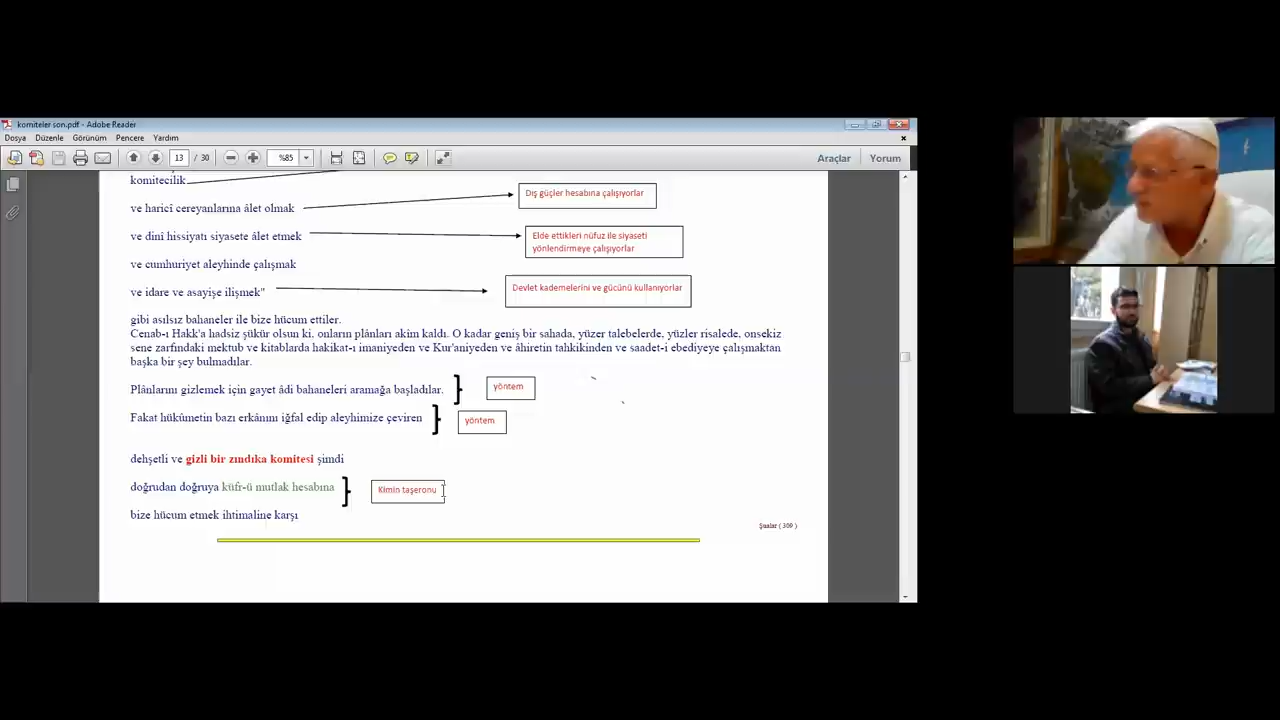 komiteler son.pdf - Adobe Reader
Dosya Düzenle Görünüm Pencere Yardım
13 / 30 %85 Araçlar Yorum
komitecilik
Dış güçler hesabına çalışıyorlar
ve haricî cereyanlarına âlet olmak
ve dinî hissiyatı siyasete âlet etmek
Elde ettikleri nüfuz ile siyaseti
yönlendirmeye çalışıyorlar
ve cumhuriyet aleyhinde çalışmak
ve idare ve asayişe ilişmek"
Devlet kademelerini ve gücünü kullanıyorlar
gibi asılsız bahaneler ile bize hücum ettiler.
Cenab-ı Hakk'a hadsiz şükür olsun ki, onların plânları akim kaldı. O kadar geniş bir sahada, yüzer talebelerde, yüzler risalede, onsekiz
sene zarfındaki mektub ve kitablarda hakikat-ı imaniyeden ve Kur'aniyeden ve âhiretin tahkikinden ve saadet-i ebediyeye çalışmaktan
başka bir şey bulmadılar.
Plânlarını gizlemek için gayet âdi bahaneleri aramağa başladılar.
yöntem
Fakat hükûmetin bazı erkânını iğfal edip aleyhimize çeviren
yöntem
dehşetli ve gizli bir zındıka komitesi şimdi
doğrudan doğruya küfr-ü mutlak hesabına
Kimin taşeronu
bize hücum etmek ihtimaline karşı
Şualar ( 309 )